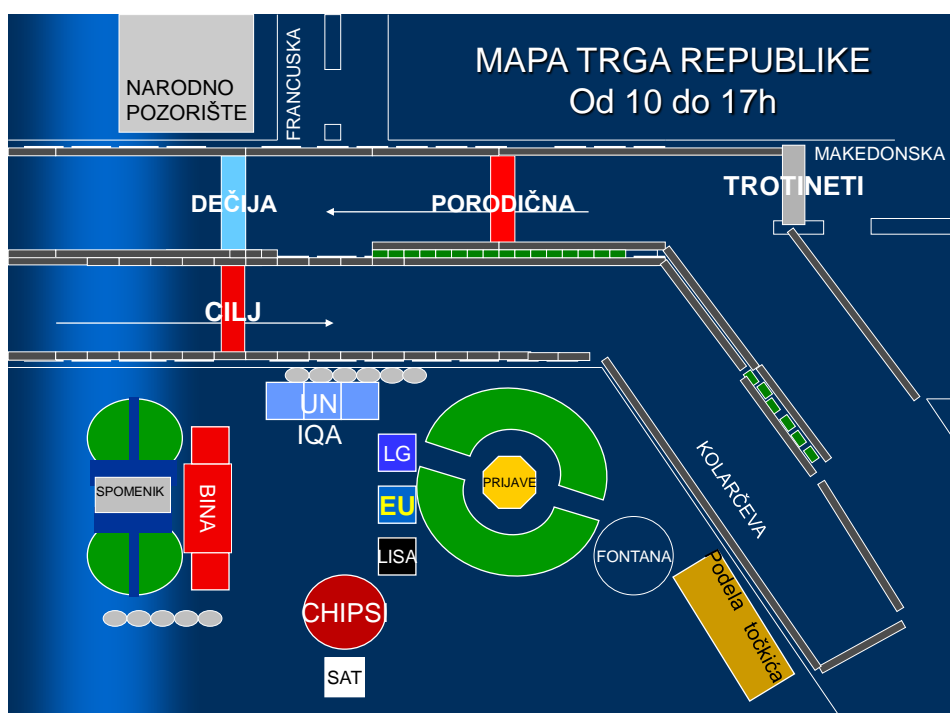 MAPA TRGA REPUBLIKE
Od 10 do 17h
NARODNO
POZORIŠTE
FRANCUSKA
MAKEDONSKA
TROTINETI
DEČIJA
PORODIČNA
CILJ
UN
IQA
LG
EU
LISA
PRIJAVE
SPOMENIK
BINA
KOLARČEVA
FONTANA
Podela točkića
CHIPSI
SAT